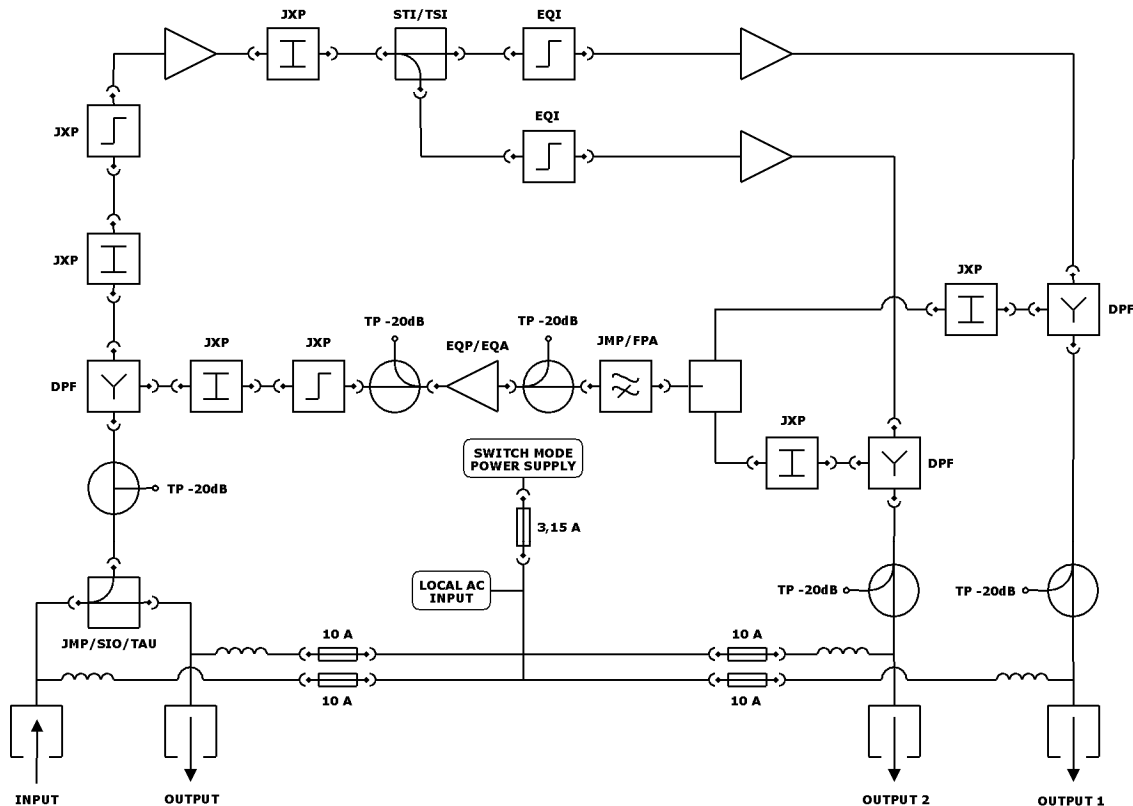 JXP
STI/TSI
EQI
JXP
EQI
JXP
JXP
DPF
TP -20dB
TP -20dB
JXP
JXP
EQP/EQA
JMP/FPA
DPF
JXP
DPF
SWITCH MODE
POWER SUPPLY
TP -20dB
3,15 A
LOCAL AC
INPUT
TP -20dB
TP -20dB
JMP/SIO/TAU
10 A
10 A
10 A
10 A
INPUT
OUTPUT
OUTPUT 2
OUTPUT 1